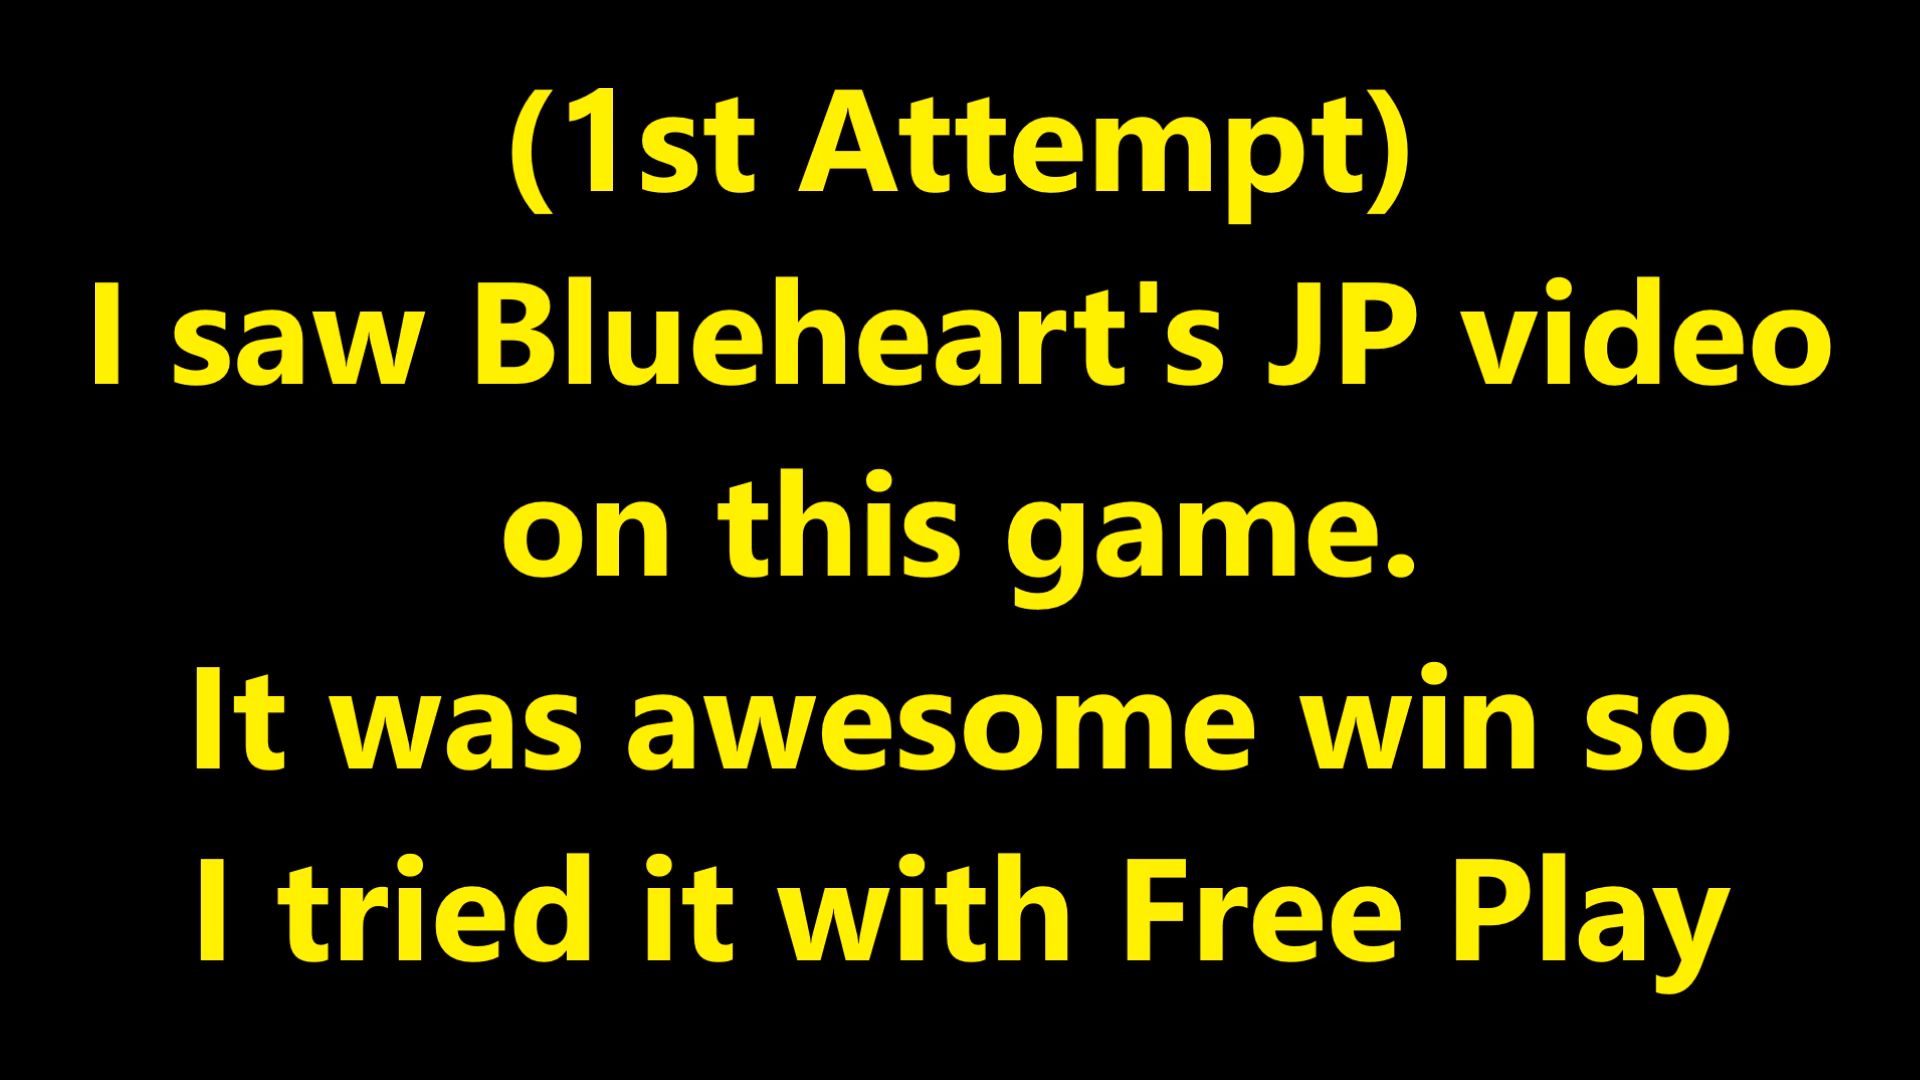 (1st Attempt)
I saw Blueheart's JP video
on this game.
It was awesome win so
I tried it with Free Play